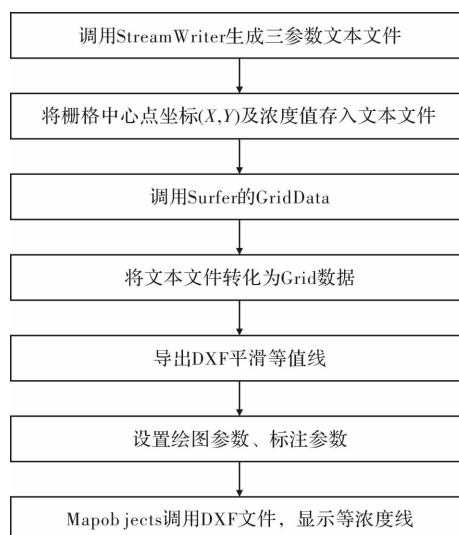 调用StreamWriter生成三参数文本文件
将栅格中心点坐标(X,Y)及浓度值存入文本文件
调用Surfer的GridData
将文本文件转化为Grid数据
导出DXF平滑等值线
设置绘图参数、标注参数
Mapobjects调用DXF文件，显示等浓度线